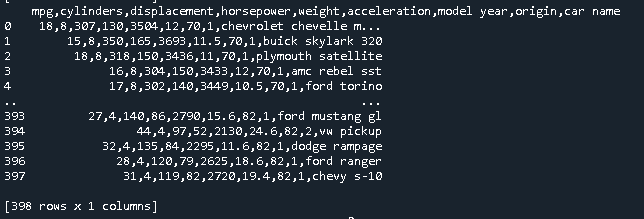 mpg,cylinders,displacement,horsepower,weight,acceleration,model year,origin,car name
0 18,8,307,130,3504,12,70,1,chevrolet chevelle m...
1 15,8,350,165,3693,11.5,70,1,buick skylark 320
2 18,8,318,150,3436,11,70,1,plymouth satellite
3 16,8,304,150,3433,12,70,1,amc rebel sst
4 17,8,302,140,3449,10.5,70,1,ford torino
.. ...
393 27,4,140,86,2790,15.6,82,1,ford mustang gl
394 44,4,97,52,2130,24.6,82,2,vw pickup
395 32,4,135,84,2295,11.6,82,1,dodge rampage
396 28,4,120,79,2625,18.6,82,1,ford ranger
397 31,4,119,82,2720,19.4,82,1,chevy s-10
[398 rows x 1 columns]